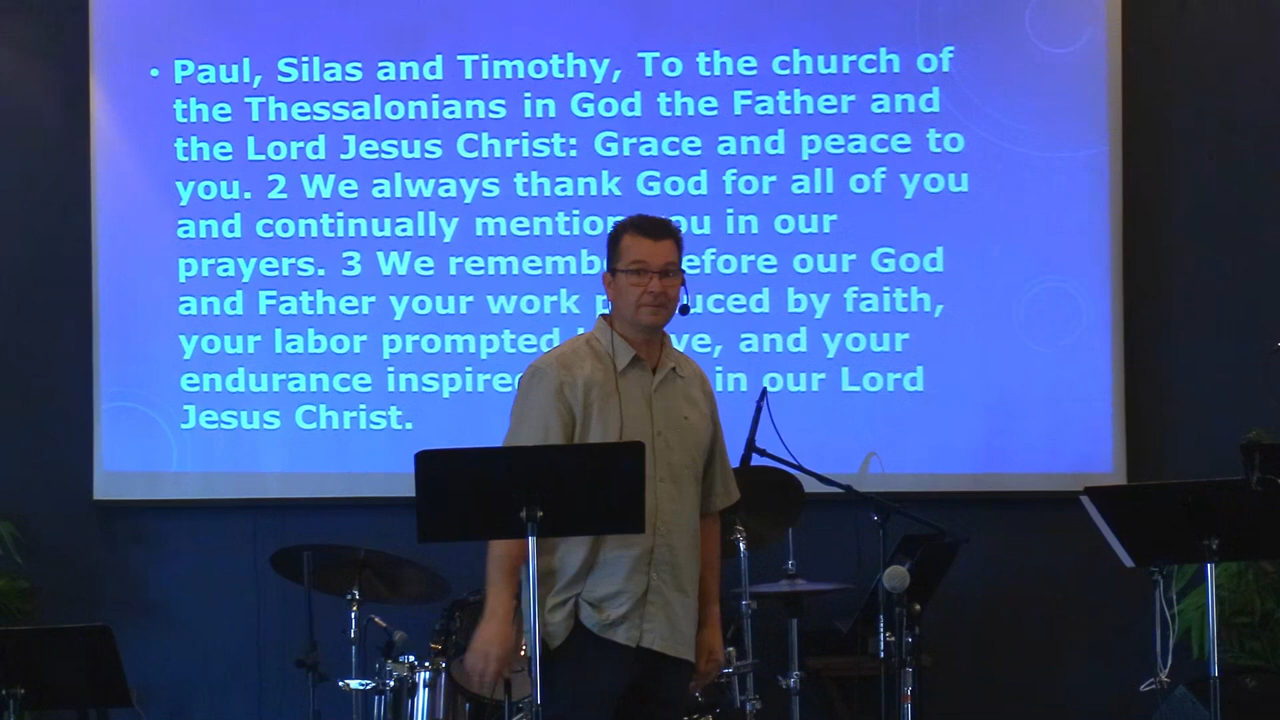 • Paul, Silas and Timothy, To the church of
the Thessalonians in God the Father and
the Lord Jesus Christ: Grace and peace to
you. 2 We always thank God for all of you
and continually mention you in our
prayers. 3 We remember before our God
and Father your work produced by faith,
your labor prompted love, and your
endurance inspired in our Lord
Jesus Christ.